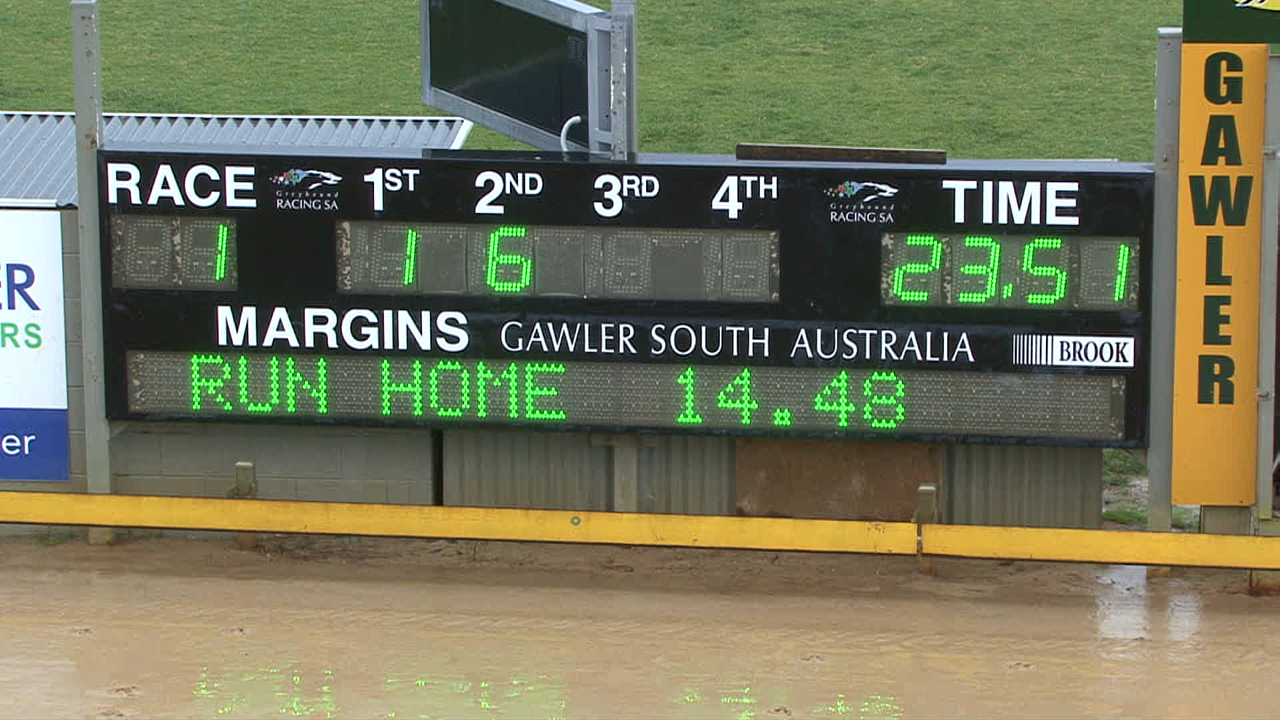 RACE 1ST 2ND 3RD 4TH TIME
Greyhound
RACING SA
Greyhound
RACING SA
1 1 6 23.51
MARGINS GAWLER SOUTH AUSTRALIA BROOK
RUN HOME 14.48
GAWLER
ER
RS
er